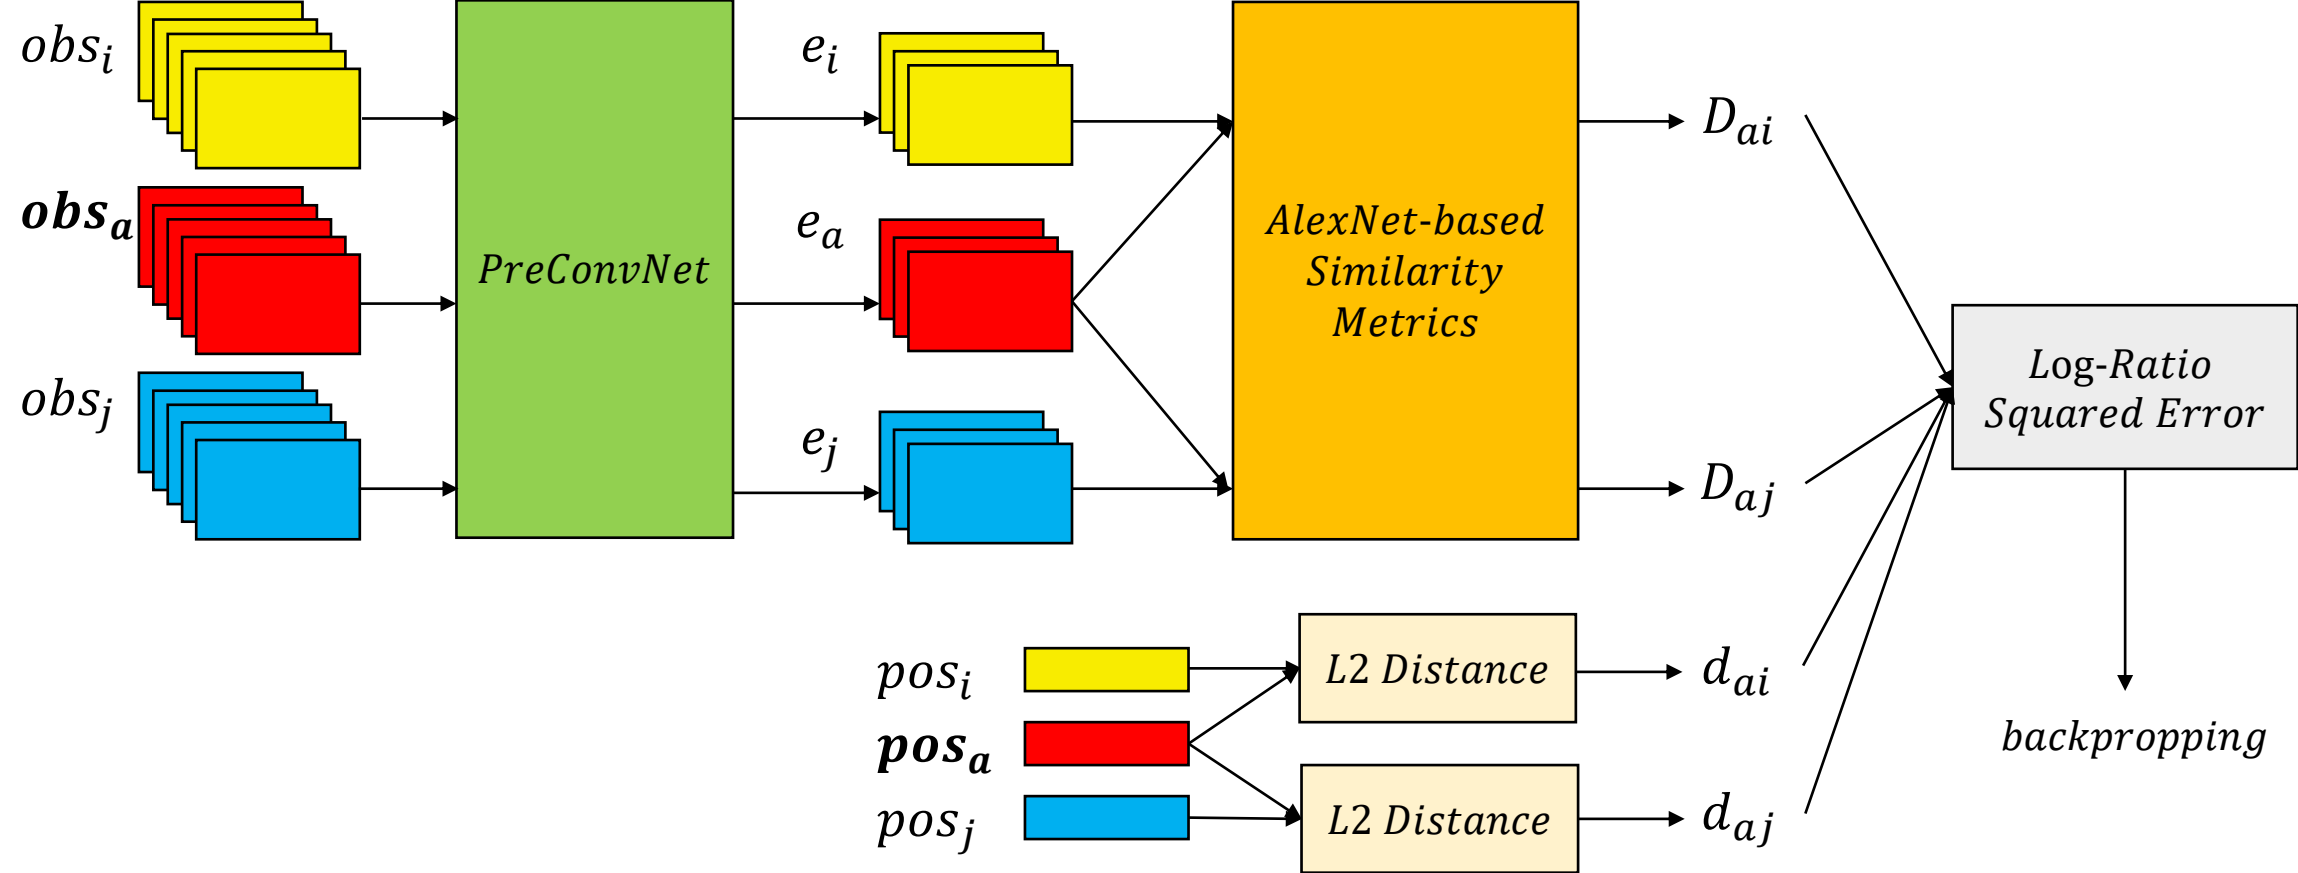 obs_i
obs_a
obs_j
PreConvNet
e_i
e_a
e_j
AlexNet-based
Similarity
Metrics
D_ai
D_aj
Log-Ratio
Squared Error
backpropping
pos_i
pos_a
pos_j
L2 Distance
L2 Distance
d_ai
d_aj